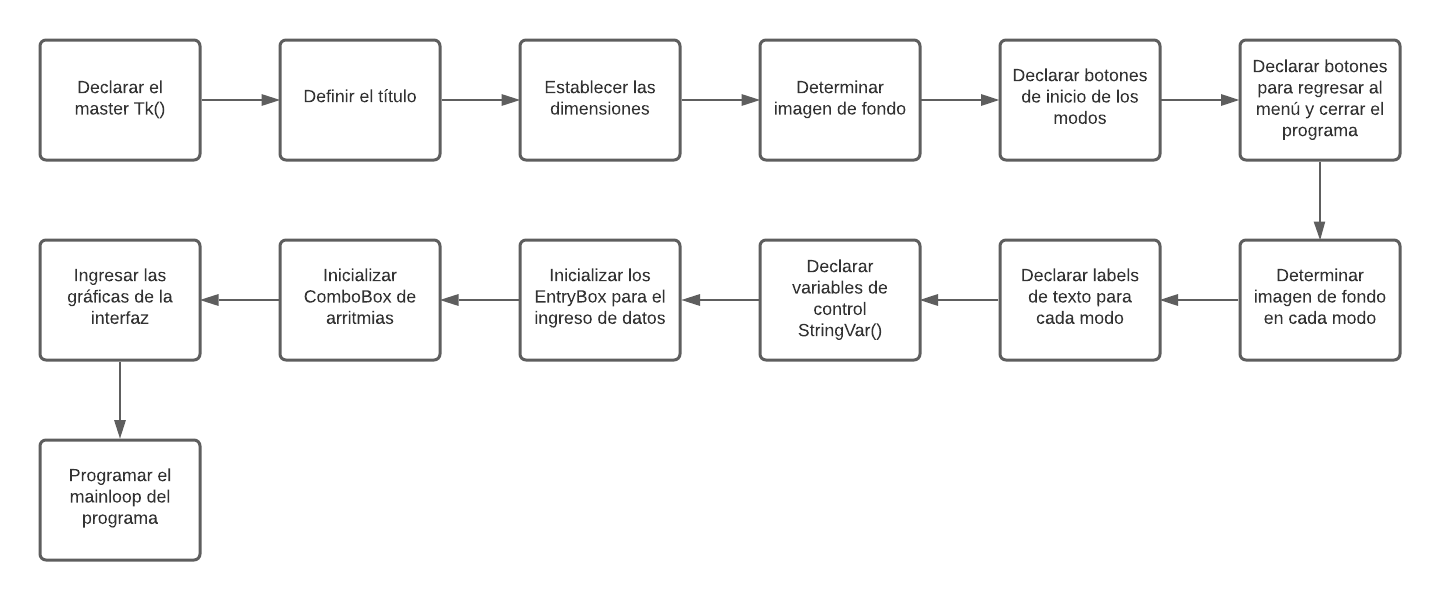 Declarar el
master Tk()
Definir el título
Establecer las
dimensiones
Determinar
imagen de fondo
Declarar botones
de inicio de los
modos
Declarar botones
para regresar al
menú y cerrar el
programa
Determinar
imagen de fondo
en cada modo
Declarar labels
de texto para
cada modo
Declarar
variables de
control
StringVar()
Inicializar los
EntryBox para el
ingreso de datos
Inicializar
ComboBox de
arritmias
Ingresar las
gráficas de la
interfaz
Programar el
mainloop del
programa